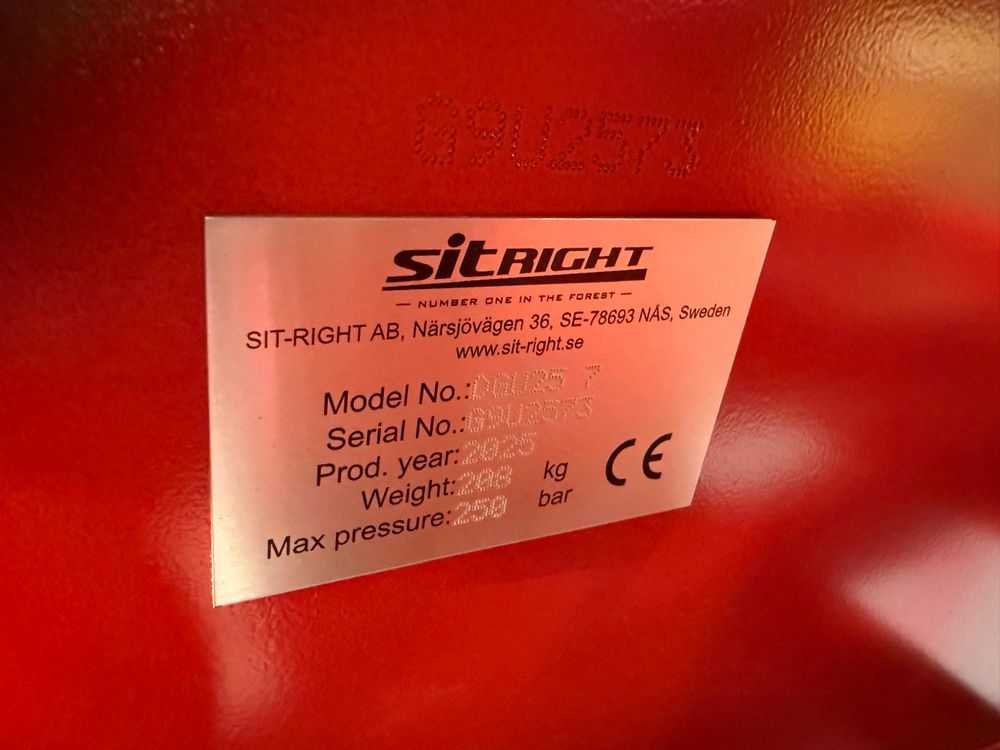 G9U2573
SitRIGHT
— NUMBER ONE IN THE FOREST —
SIT-RIGHT AB, Närsjövägen 36, SE-78693 NÅS, Sweden
www.sit-right.se
Model No.:
Serial No.: G9U2573
Prod. year: 2025
Weight: 208 kg
Max pressure: 250 bar
CE